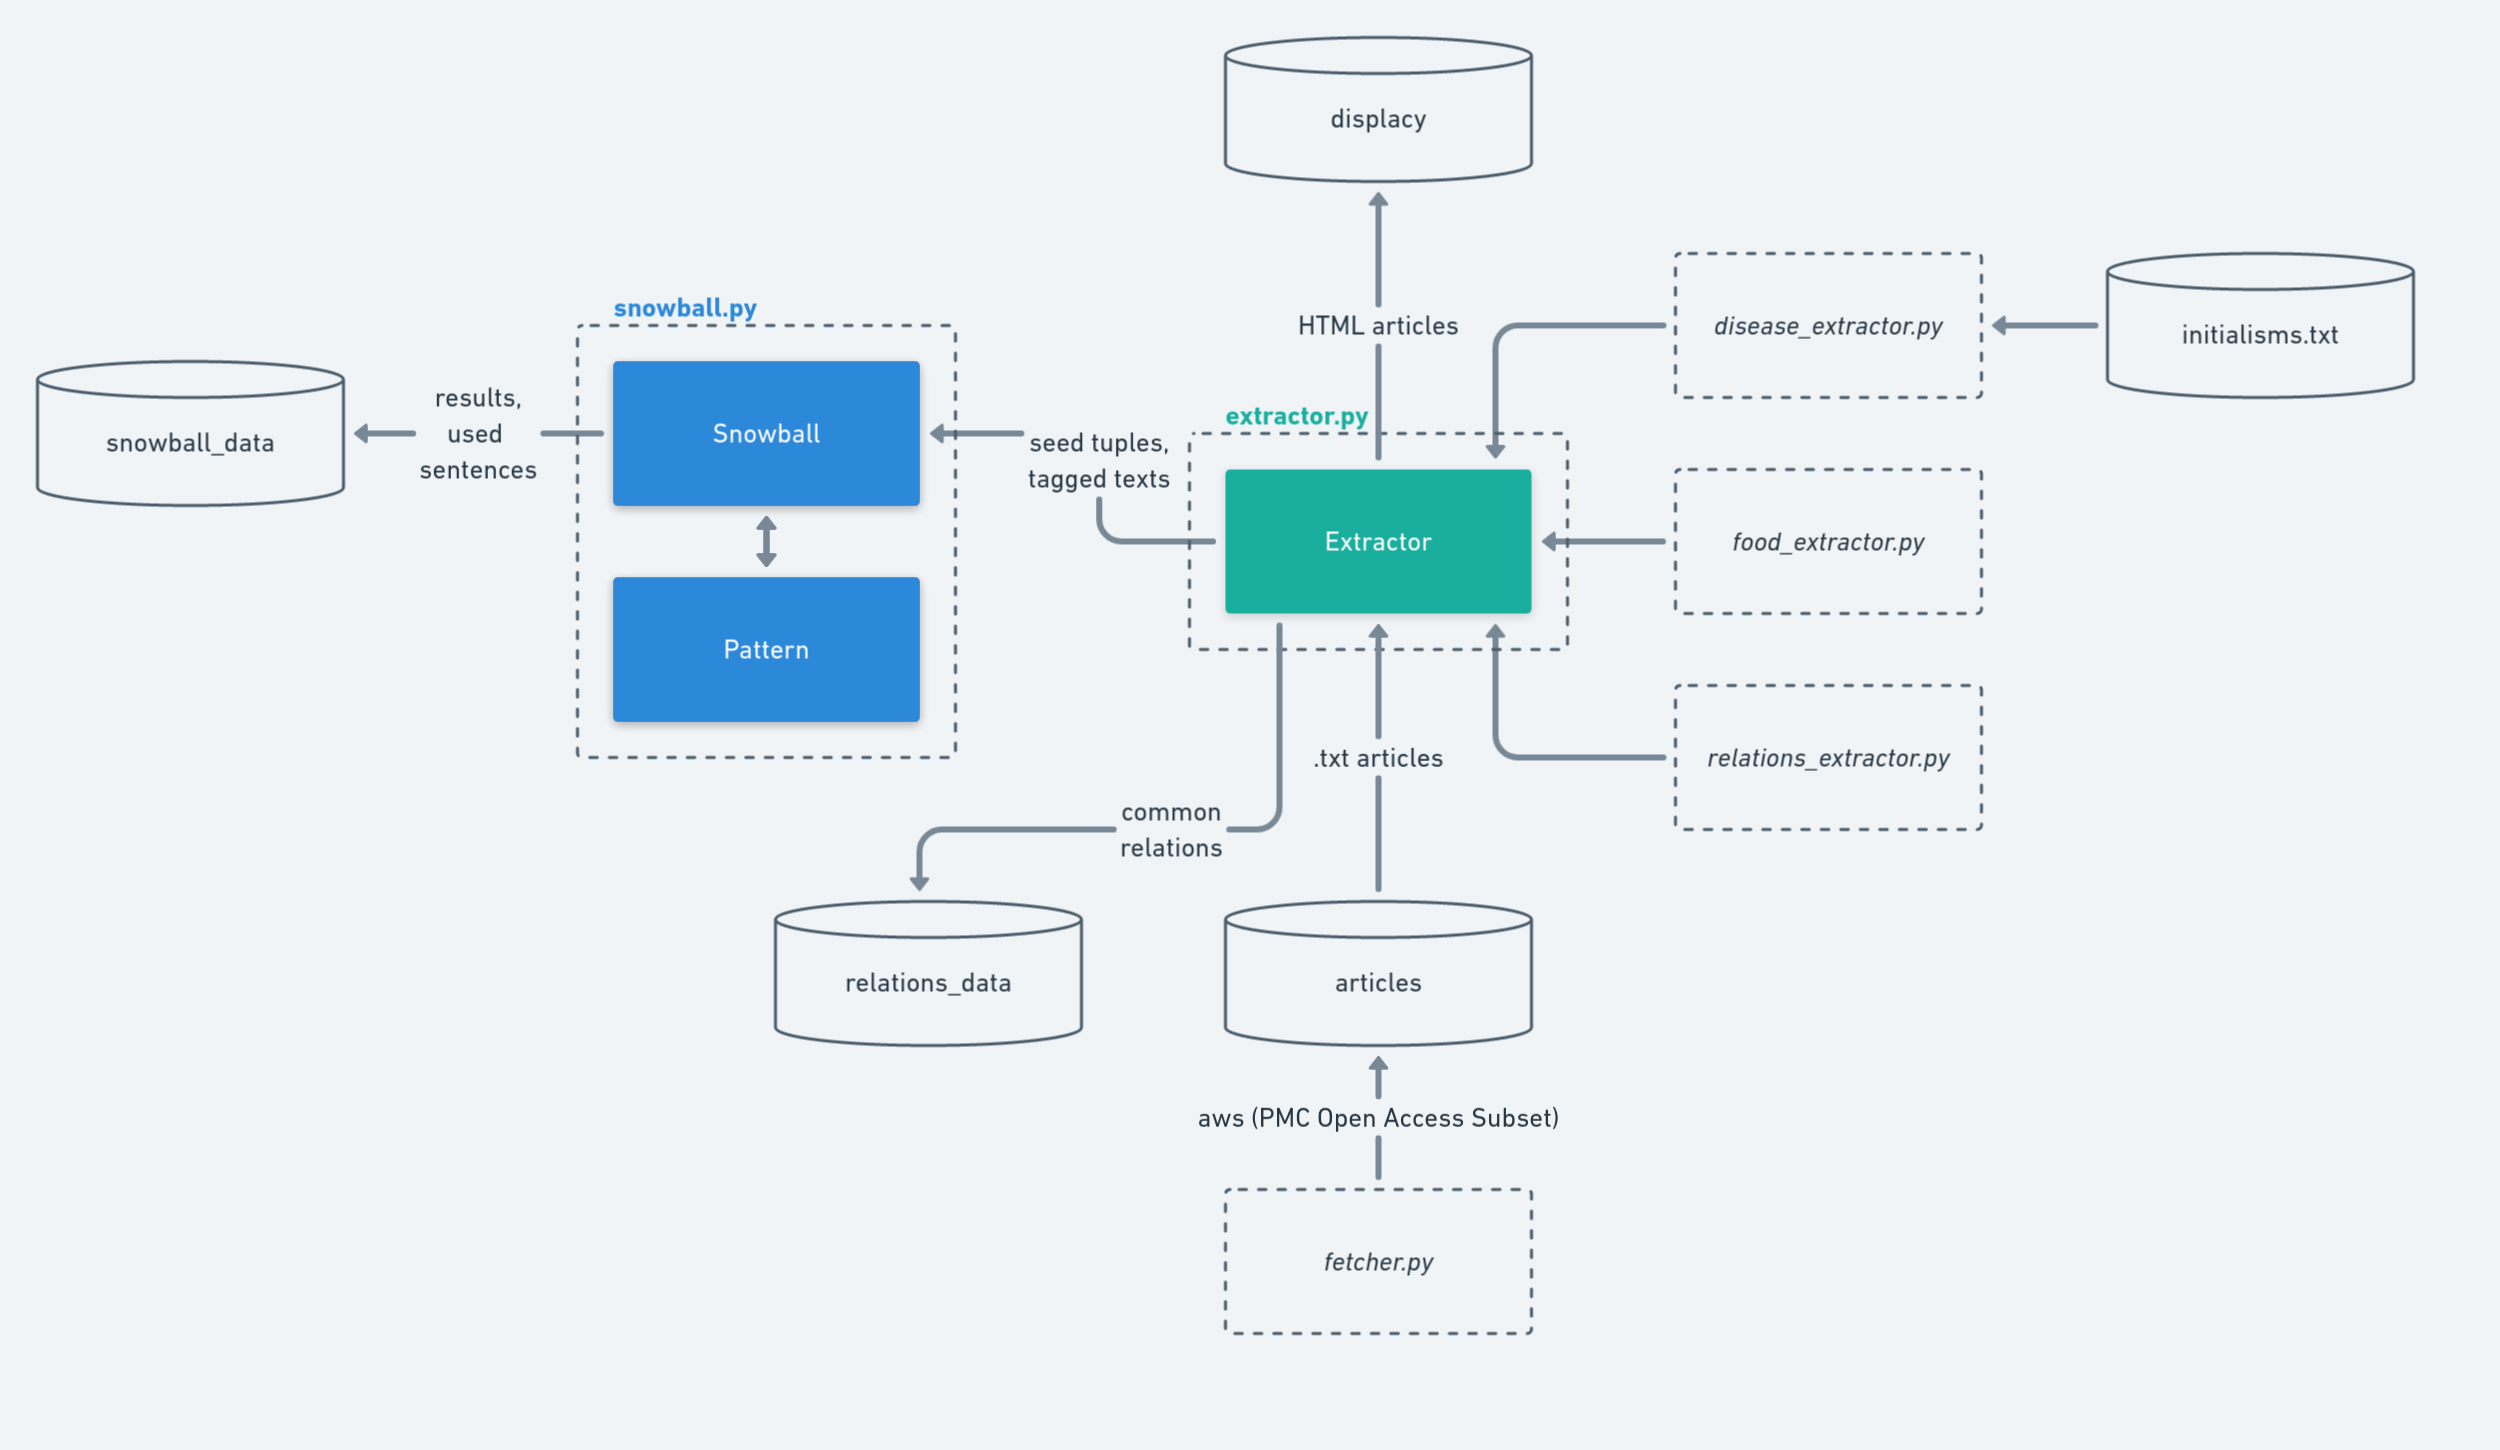 displacy
HTML articles
disease_extractor.py
initialisms.txt
snowball.py
snowball_data
results,
used
sentences
Snowball
seed tuples,
tagged texts
extractor.py
Extractor
food_extractor.py
Pattern
.txt articles
relations_extractor.py
common
relations
relations_data
articles
aws (PMC Open Access Subset)
fetcher.py